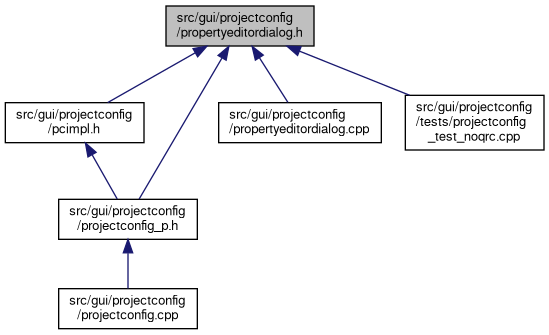 src/gui/projectconfig
/propertyeditordialog.h
src/gui/projectconfig
/pcimpl.h
src/gui/projectconfig
/propertyeditordialog.cpp
src/gui/projectconfig
/tests/projectconfig
_test_noqrc.cpp
src/gui/projectconfig
/projectconfig_p.h
src/gui/projectconfig
/projectconfig.cpp